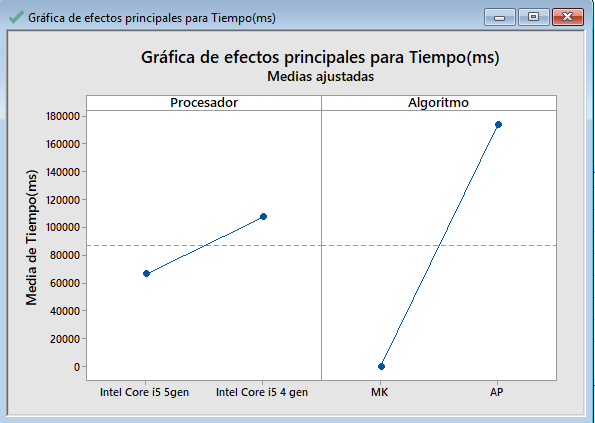 Gráfica de efectos principales para Tiempo(ms)
Gráfica de efectos principales para Tiempo(ms)
Medias ajustadas
Procesador
Algoritmo
Media de Tiempo(ms)
180000
160000
140000
120000
100000
80000
60000
40000
20000
0
Intel Core i5 5gen
Intel Core i5 4 gen
MK
AP